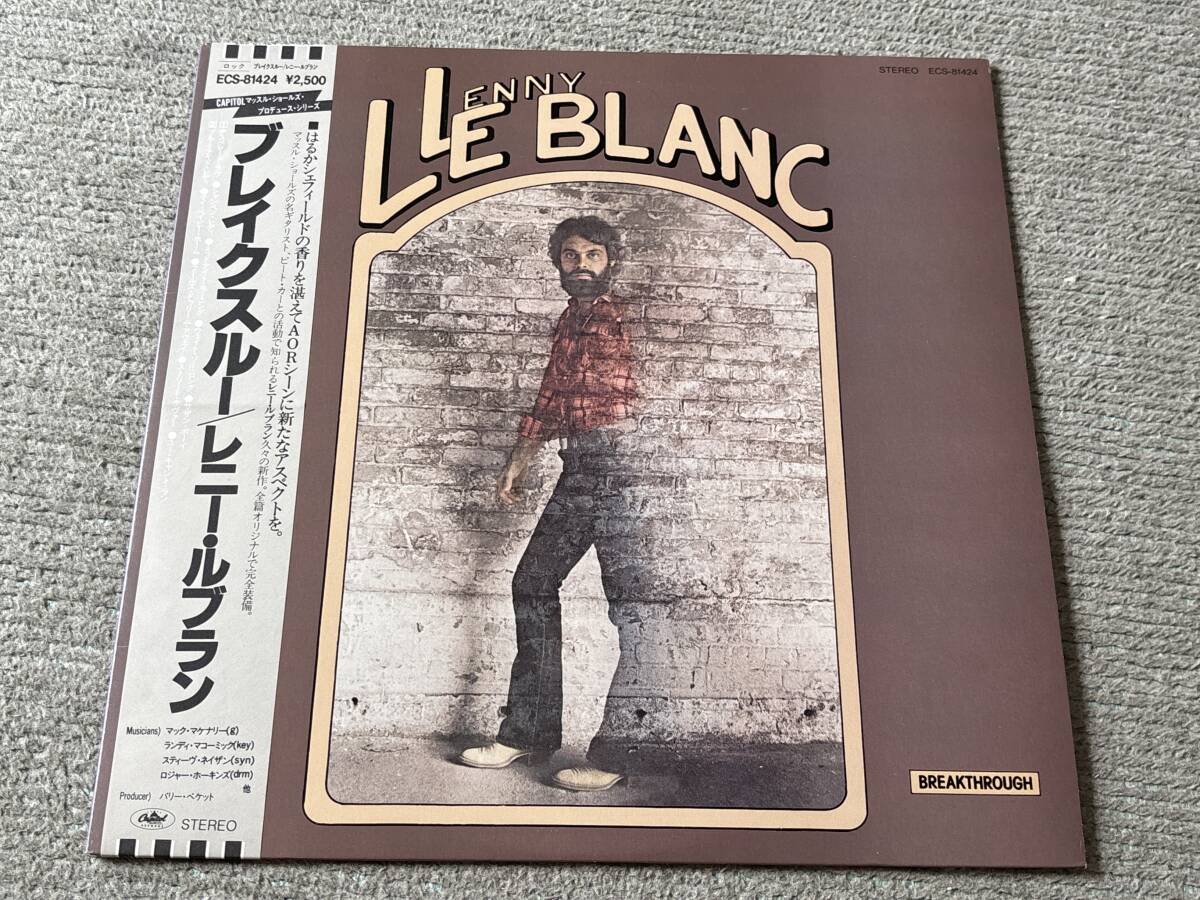 ロック ブレイクスルー/レニー・ルブラン
ECS-81424 ¥2,500
CAPITOLマッスル・ショールズ・
プロデュース・シリーズ
■はるかシェフィールドの香りを湛えてAORシーンに新たなアスペクトを。
マッスル・ショールズの名ギタリスト、ピート・カーとの活動で知られるレニー・ルブラン久々の新作。全篇オリジナルで完全装備。
ブレイクスルー/レニー・ルブラン
Musicians) マック・マケナリー(g)
ランディ・マコーミック(key)
スティーヴ・ネイザン(syn)
ロジャー・ホーキンズ(drm)
他
Producer) バリー・ベケット
Capitol
RECORDS
STEREO
LENNY
LE BLANC
STEREO ECS-81424
BREAKTHROUGH